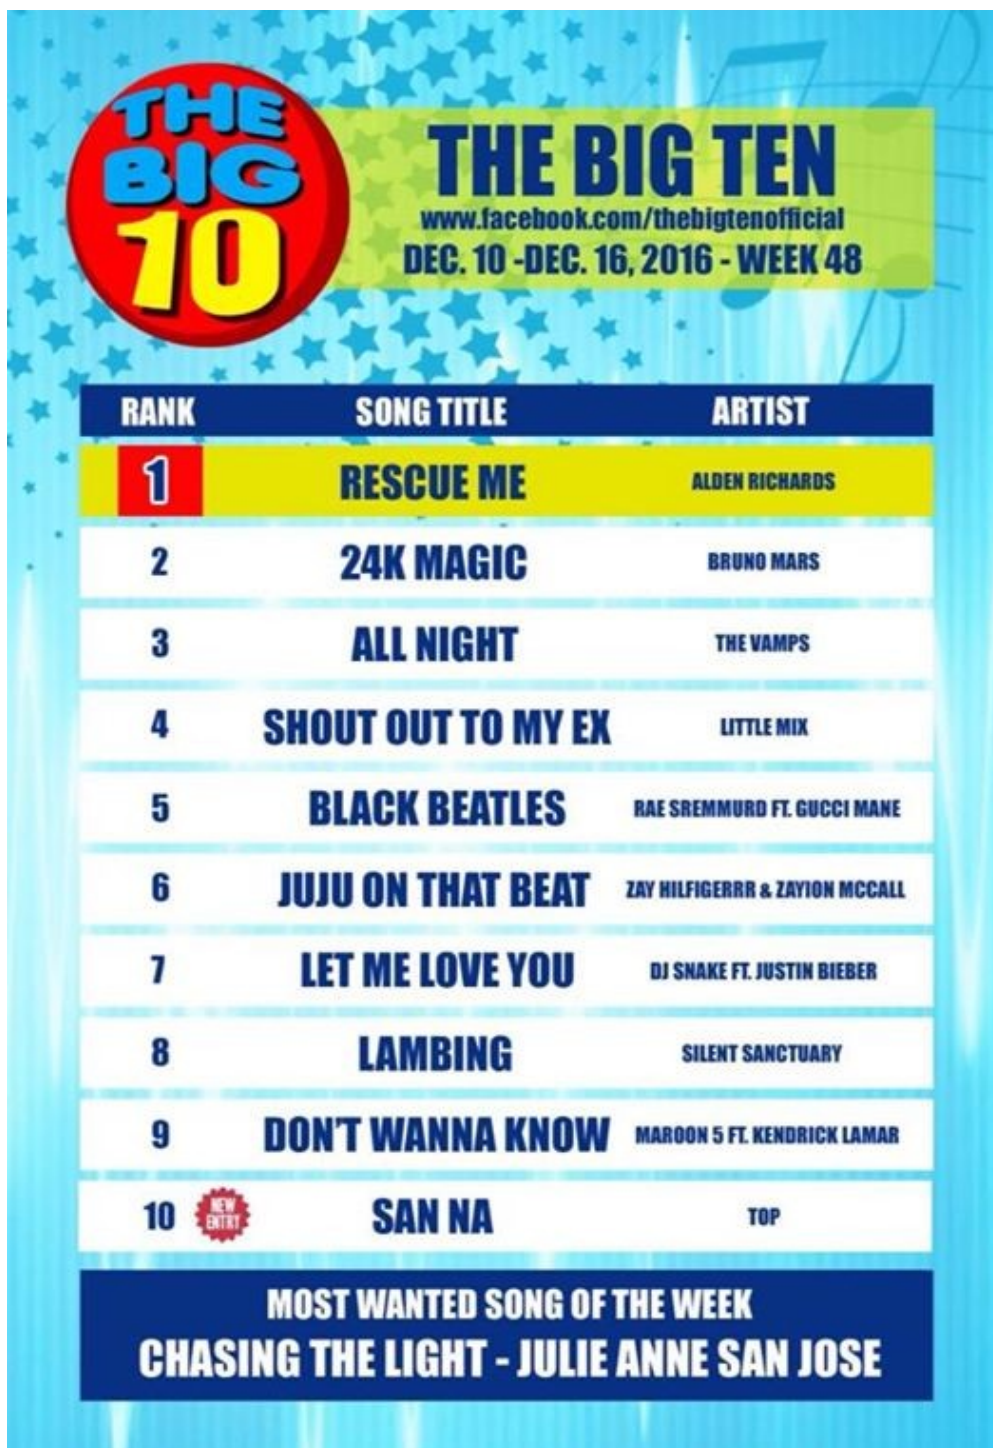 THE
BIG
10
THE BIG TEN
www.facebook.com/thebigtenofficial
DEC. 10 -DEC. 16, 2016 - WEEK 48
RANK SONG TITLE ARTIST
1 RESCUE ME ALDEN RICHARDS
2 24K MAGIC BRUNO MARS
3 ALL NIGHT THE VAMPS
4 SHOUT OUT TO MY EX LITTLE MIX
5 BLACK BEATLES RAE SREMMURD FT. GUCCI MANE
6 JUJU ON THAT BEAT ZAY HILFIGERRR & ZAYION MCCALL
7 LET ME LOVE YOU DJ SNAKE FT. JUSTIN BIEBER
8 LAMBING SILENT SANCTUARY
9 DON'T WANNA KNOW MAROON 5 FT. KENDRICK LAMAR
10 NEW ENTRY SAN NA TOP
MOST WANTED SONG OF THE WEEK
CHASING THE LIGHT - JULIE ANNE SAN JOSE